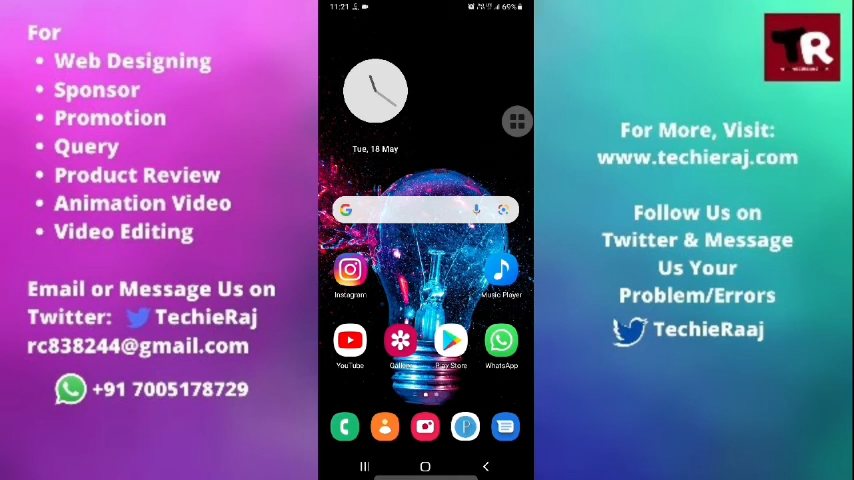 For
• Web Designing
• Sponsor
• Promotion
• Query
• Product Review
• Animation Video
• Video Editing
Email or Message Us on
Twitter: TechieRaj
rc838244@gmail.com
+91 7005178729
11:21
69%
Tue, 18 May
Instagram
Music Player
YouTube
Gallery
Play Store
WhatsApp
TR
For More, Visit:
www.techieraj.com
Follow Us on
Twitter & Message
Us Your
Problem/Errors
TechieRaaj